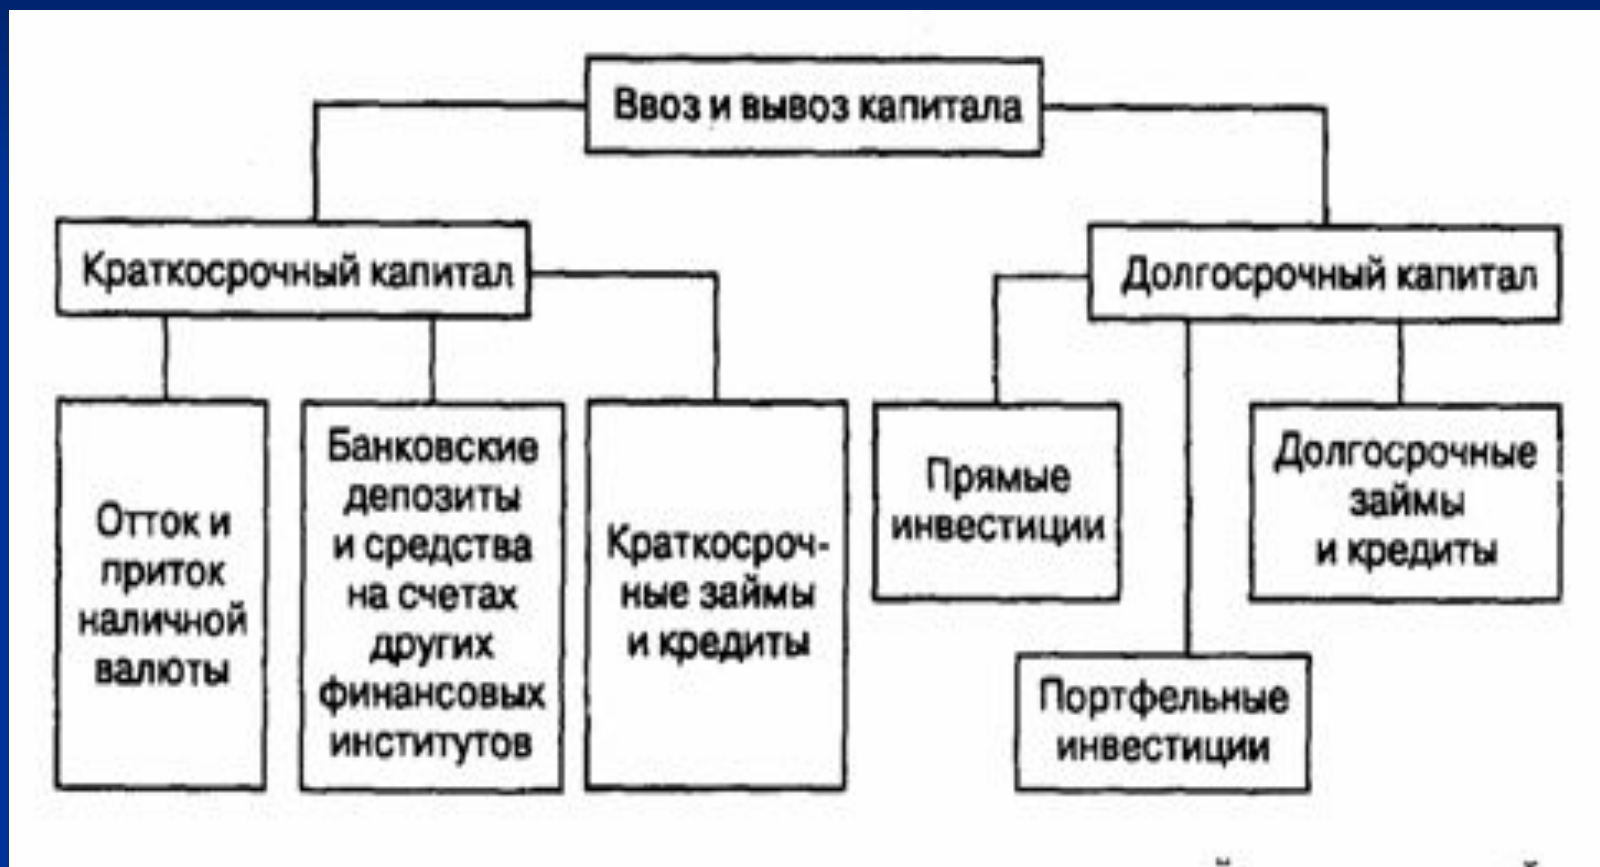 Ввоз и вывоз капитала
Краткосрочный капитал
Долгосрочный капитал
Отток и
приток
наличной
валюты
Банковские
депозиты
и средства
на счетах
других
финансовых
институтов
Краткосроч-
ные займы
и кредиты
Прямые
инвестиции
Портфельные
инвестиции
Долгосрочные
займы
и кредиты